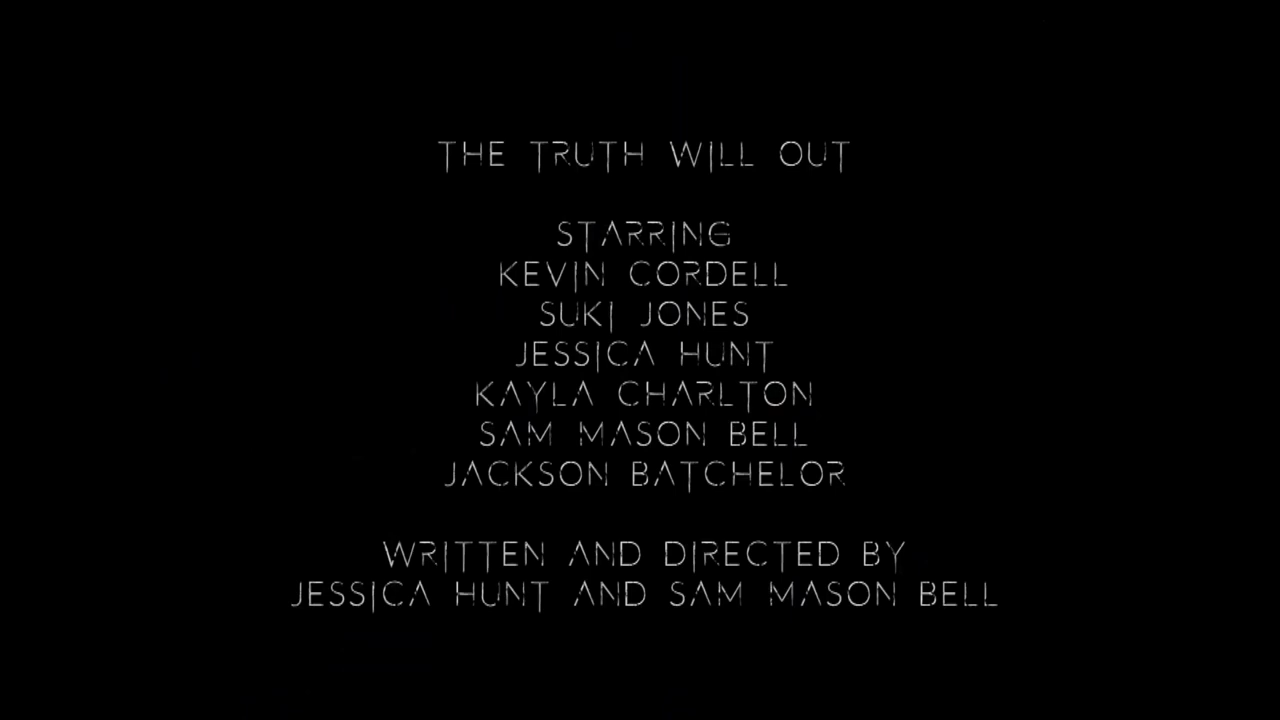 THE TRUTH WILL OUT
STARRING
KEVIN CORDELL
SUKI JONES
JESSICA HUNT
KAYLA CHARLTON
SAM MASON BELL
JACKSON BATCHELOR
WRITTEN AND DIRECTED BY
JESSICA HUNT AND SAM MASON BELL